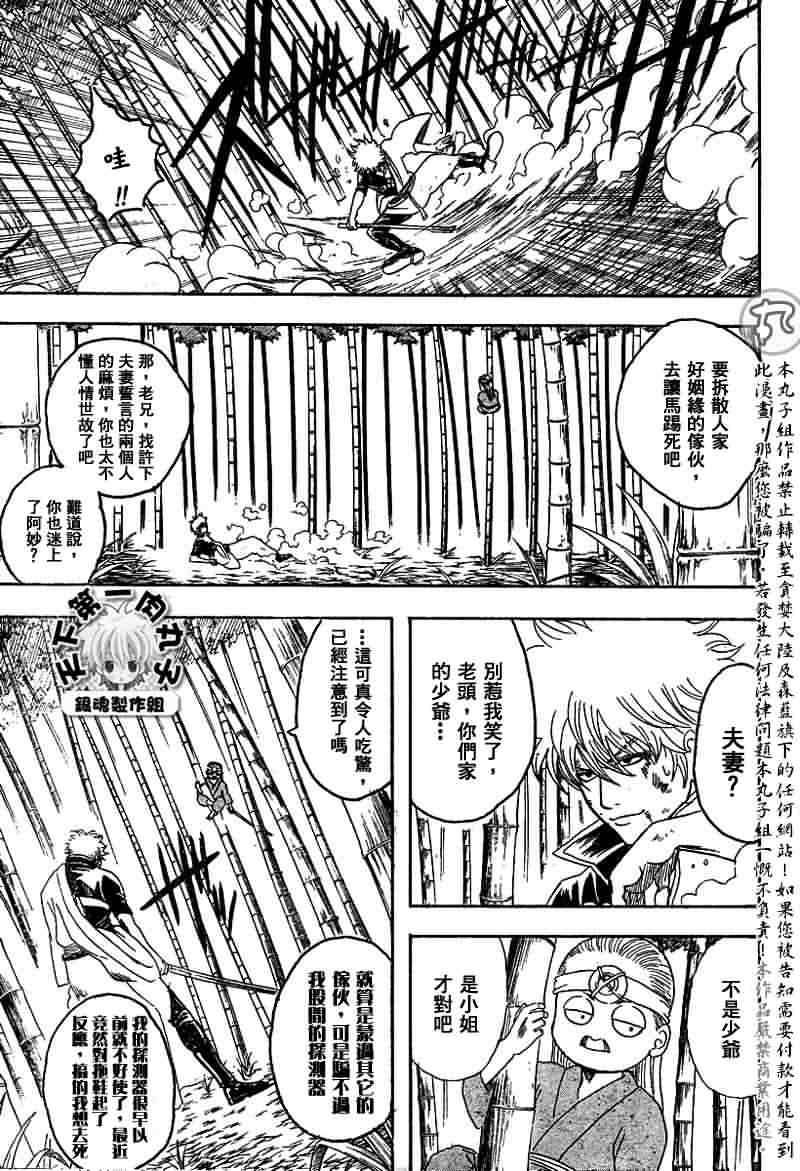 哇!!
要拆散人家
好姻緣的傢伙，
去讓馬踢死吧
那，老兄，找許下
夫妻誓言的兩個人
的麻煩，你也太不
懂人情世故了吧
難道說，
你也迷上
了阿妙?
夫妻?
別惹我笑了，
老頭，你們家
的少爺…
不是少爺
是小姐
才對吧
…這可真令人吃驚，
已經注意到了嗎
就算是蒙過其它的
傢伙，可是騙不過
我股間的探測器
我的探測器很早以
前就不好使了，最近
竟然對拖鞋起了
反應，搞的我想去死
天下第一肉丸子
銀魂製作組
本丸子組作品禁止轉載至貪婪大陸及森藍旗下的任何網站!如果您被告知需要付款才能看到
此漫畫，那麼您被騙了．若發生任何法律问題本丸子組一慨不負責!本作品嚴禁商業用途．